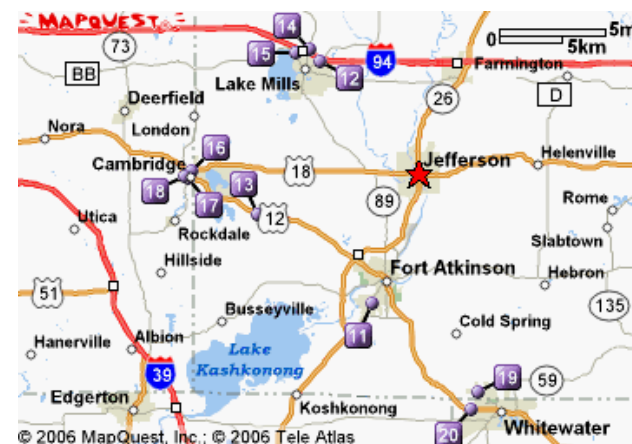 MAPQUEST
14
0 5m
5km
73
15
BB
94
Farmington
Lake Mills
12
Deerfield
26
D
London
Nora
16
Cambridge
Jefferson
Helenville
13
18
18
17
89
Rome
Utica
12
Rockdale
Slabtown
Hillside
Fort Atkinson
Hebron
51
135
Busseyville
Cold Spring
11
Hanerville
Albion
Lake
Kashkonong
39
19
59
Edgerton
Koshkonong
20
Whitewater
© 2006 MapQuest, Inc.; © 2006 Tele Atlas